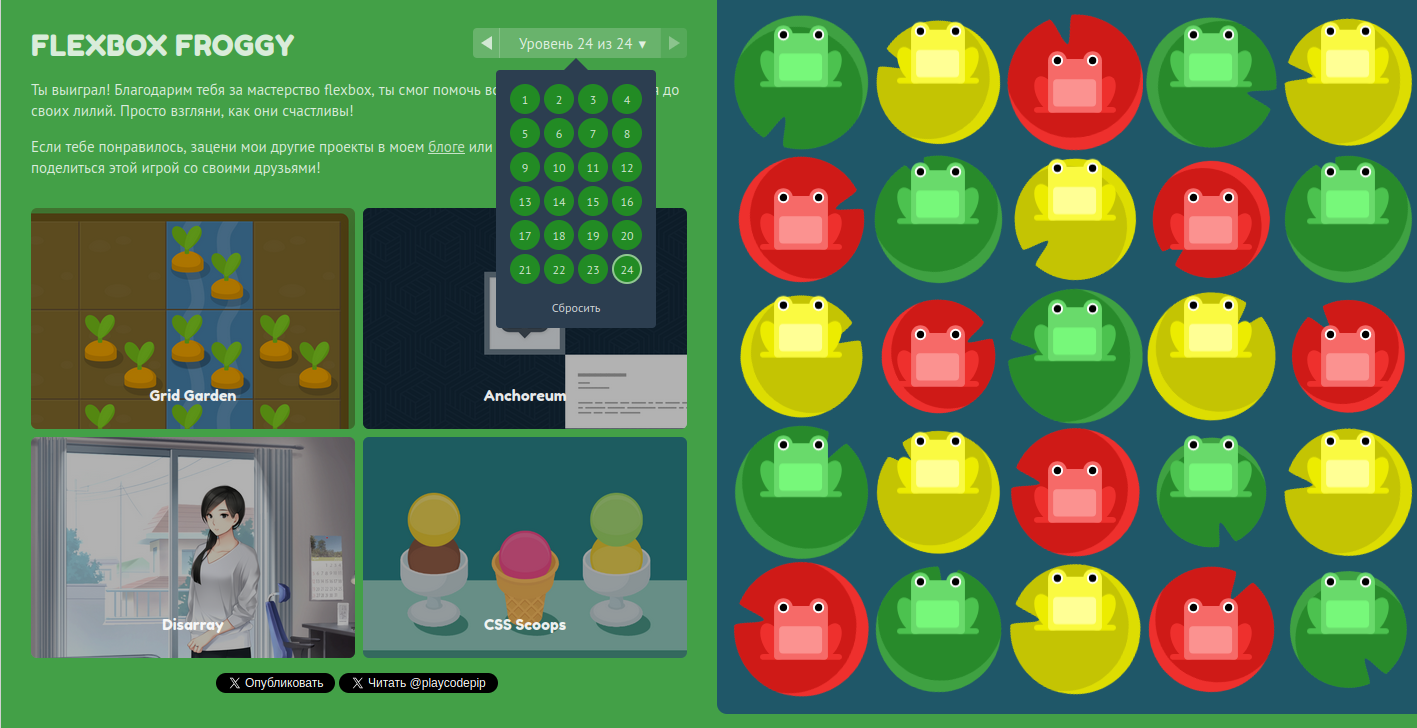 FLEXBOX FROGGY
Уровень 24 из 24 ▼
Ты выиграл! Благодарим тебя за мастерство flexbox, ты смог помочь до
своих лилий. Просто взгляни, как они счастливы!
Если тебе понравилось, зацени мои другие проекты в моем блоге или
поделиться этой игрой со своими друзьями!
1 2 3 4
5 6 7 8
9 10 11 12
13 14 15 16
17 18 19 20
21 22 23 24
Сбросить
Grid Garden
Anchoreum
Disarray
CSS Scoops
Опубликовать
Читать @playcodepip